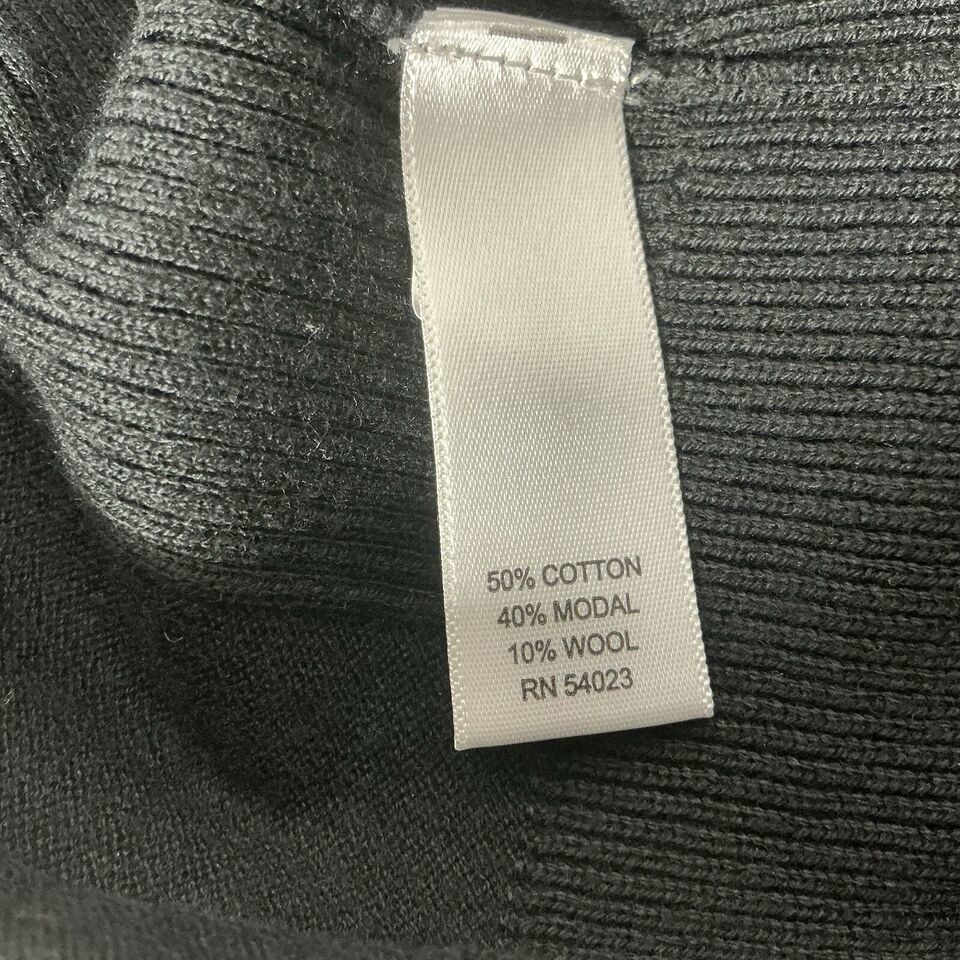 50% COTTON
40% MODAL
10% WOOL
RN 54023